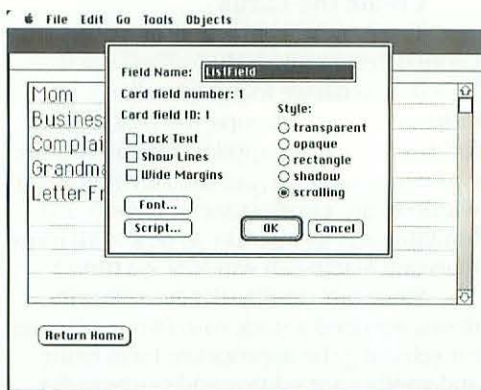 File Edit Go Tools Objects
Field Name: ListField
Card field number: 1
Card field ID: 1
Lock Text
Show Lines
Wide Margins
Style:
transparent
opaque
rectangle
shadow
scrolling
Font...
Script...
OK
Cancel
Mom
Busines
Complai
Grandma
LetterFr
Return Home